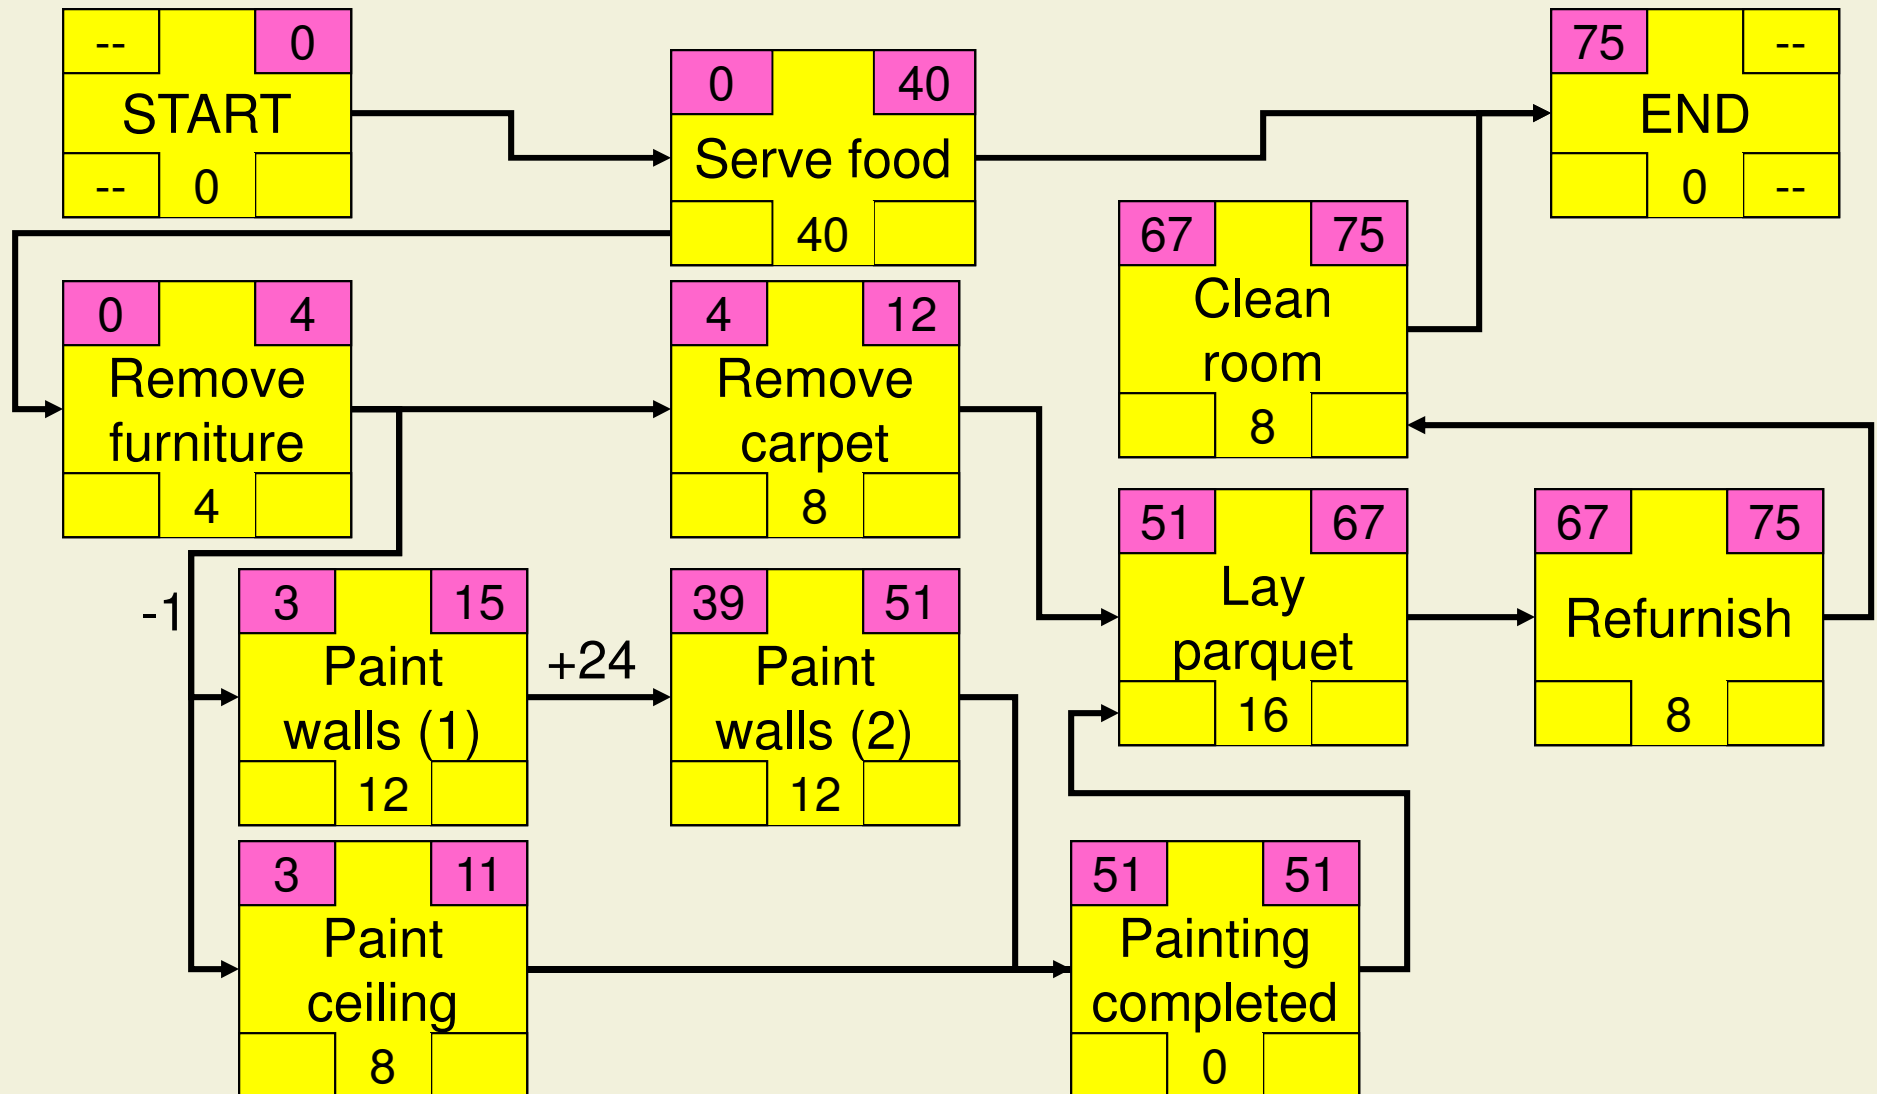 -- 0
START
-- 0
0 40
Serve food
40
75 --
END
0 --
67 75
Clean
room
8
0 4
Remove
furniture
4
4 12
Remove
carpet
8
51 67
Lay
parquet
16
67 75
Refurnish
8
-1
3 15
Paint
walls (1)
12
+24
39 51
Paint
walls (2)
12
3 11
Paint
ceiling
8
51 51
Painting
completed
0